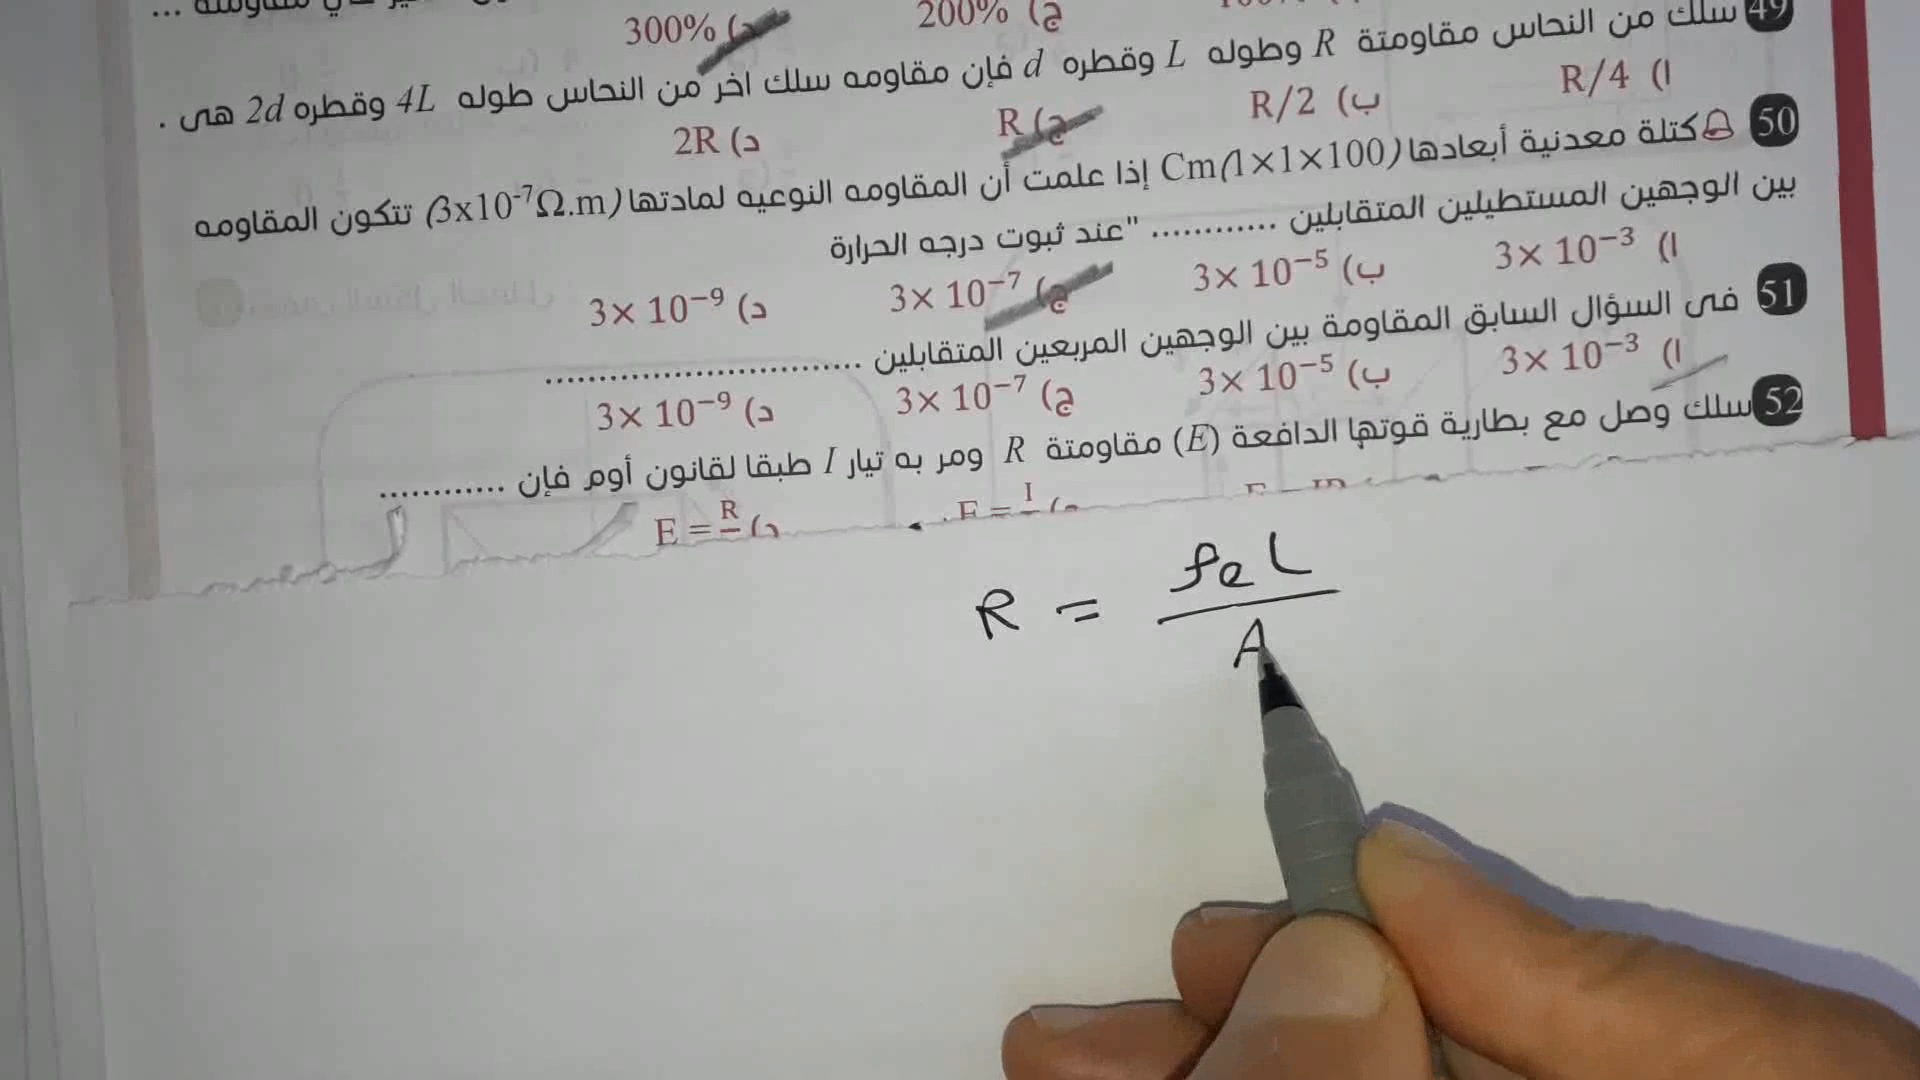 د) 300% ج) 200%
49 سلك من النحاس مقاومتة R وطوله L وقطره d فإن مقاومه سلك اخر من النحاس طوله 4L وقطره 2d هى .
ا) R/4 ب) R/2 ج) R د) 2R
50 كتلة معدنية أبعادها (1×1×100)Cm إذا علمت أن المقاومه النوعيه لمادتها (3x10⁻⁷Ω.m) تتكون المقاومه
بين الوجهين المستطيلين المتقابلين ............ "عند ثبوت درجه الحرارة
ا) 3× 10⁻³ ب) 3× 10⁻⁵ ج) 3× 10⁻⁷ د) 3× 10⁻⁹
51 فى السؤال السابق المقاومة بين الوجهين المربعين المتقابلين ..............................
ا) 3× 10⁻³ ب) 3× 10⁻⁵ ج) 3× 10⁻⁷ د) 3× 10⁻⁹
52 سلك وصل مع بطارية قوتها الدافعة (E) مقاومتة R ومر به تيار I طبقا لقانون أوم فإن ............
R = ρe L / A